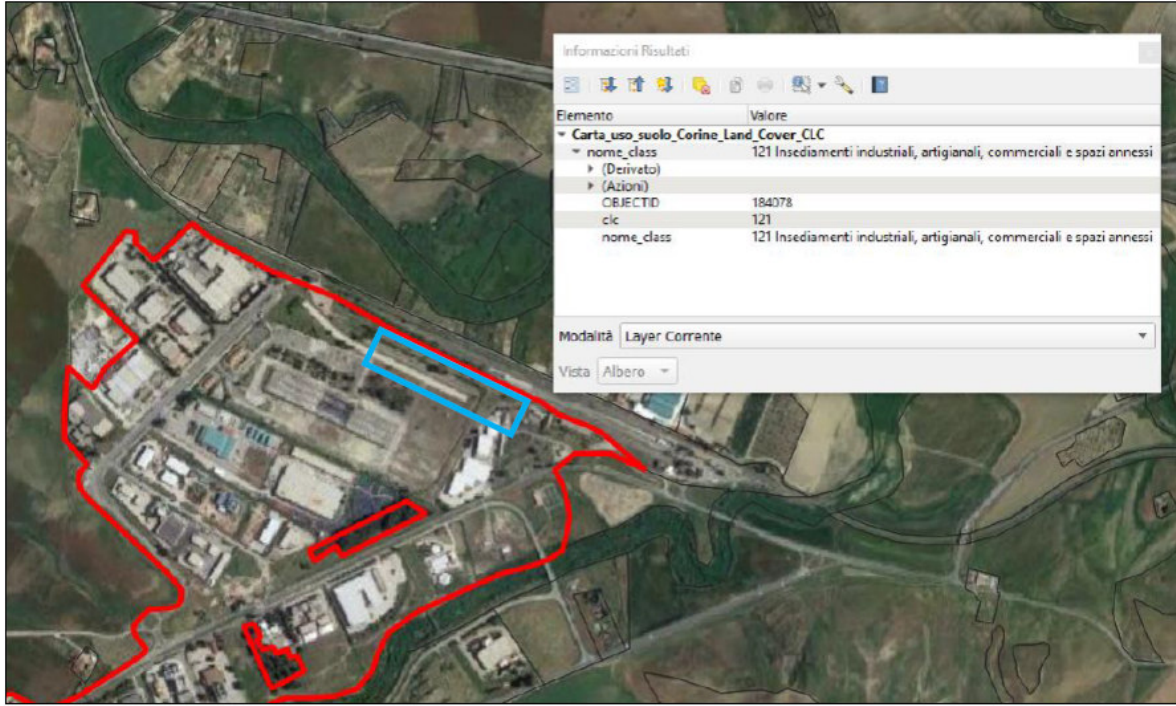 Informazioni Risultati
Elemento Valore
Carta_uso_suolo_Corine_Land_Cover_CLC
nome_class 121 Insediamenti industriali, artigianali, commerciali e spazi annessi
(Derivato)
(Azioni)
OBJECTID 184078
clc 121
nome_class 121 Insediamenti industriali, artigianali, commerciali e spazi annessi
Modalità Layer Corrente
Vista Albero